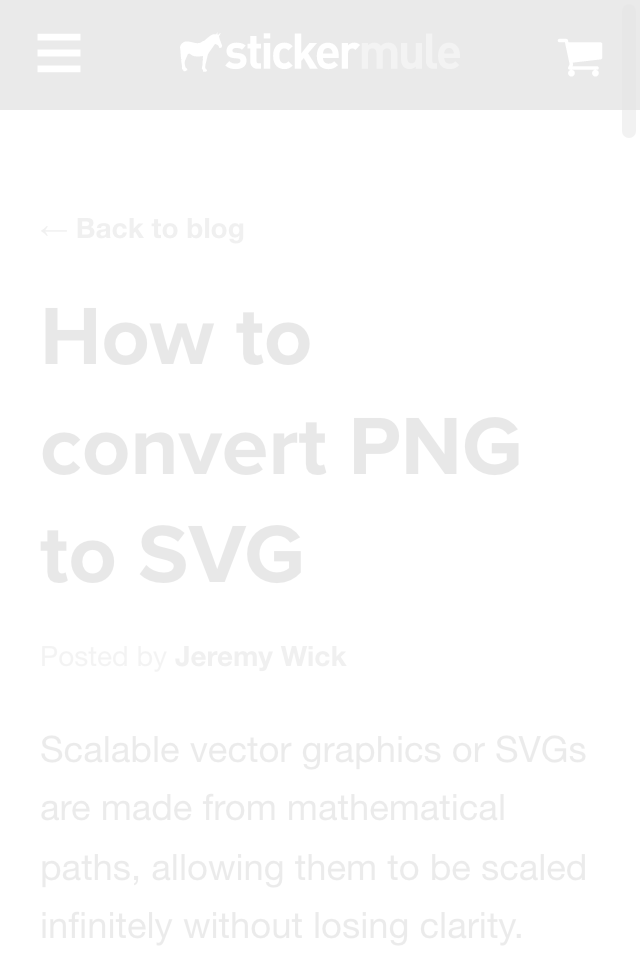 stickermule
← Back to blog
How to
convert PNG
to SVG
Posted by Jeremy Wick
Scalable vector graphics or SVGs
are made from mathematical
paths, allowing them to be scaled
infinitely without losing clarity.